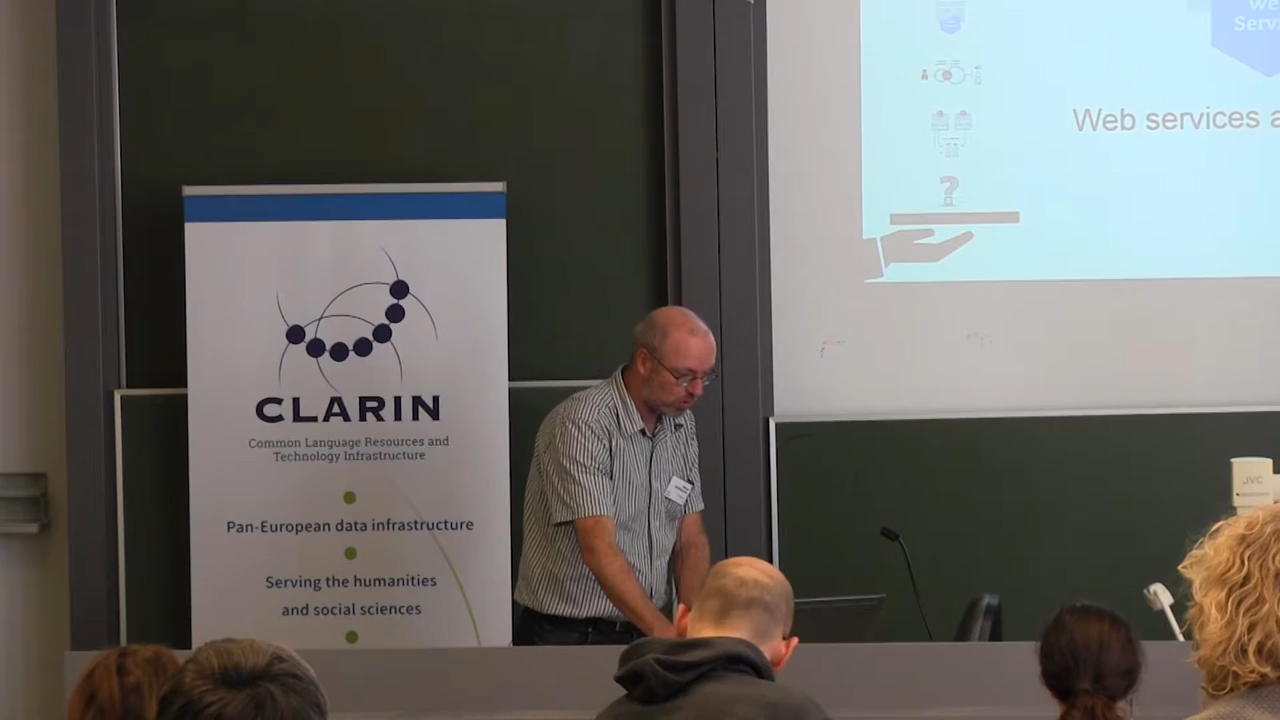 CLARIN
Common Language Resources and
Technology Infrastructure
Pan-European data infrastructure
Serving the humanities
and social sciences
Web services
?
JVC